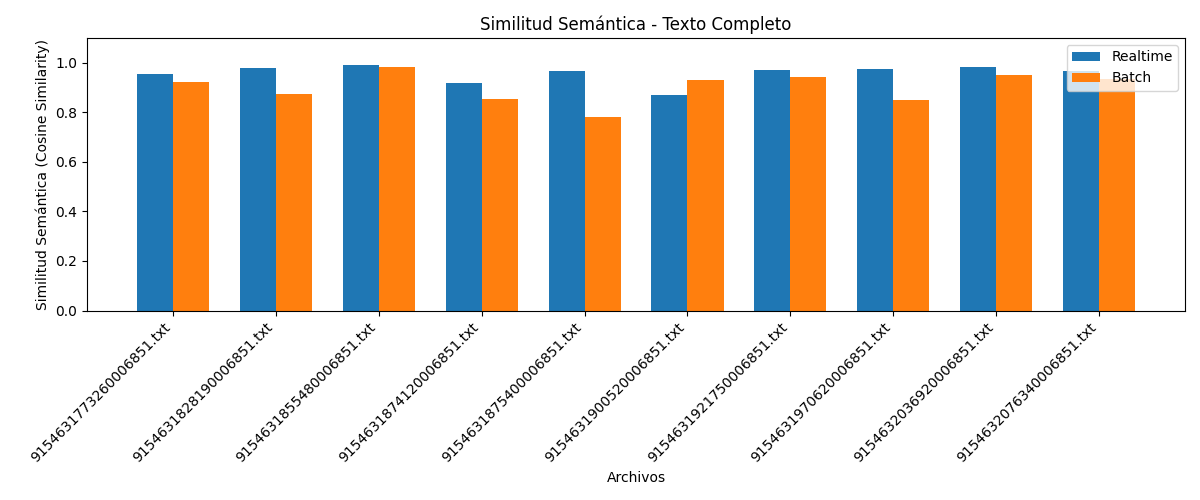 Similitud Semántica - Texto Completo
Similitud Semántica (Cosine Similarity)
1.0
0.8
0.6
0.4
0.2
0.0
Realtime
Batch
9154631773260006851.txt
9154631828190006851.txt
9154631855480006851.txt
9154631874120006851.txt
9154631875400006851.txt
9154631900520006851.txt
9154631921750006851.txt
9154631970620006851.txt
9154632036920006851.txt
9154632076340006851.txt
Archivos